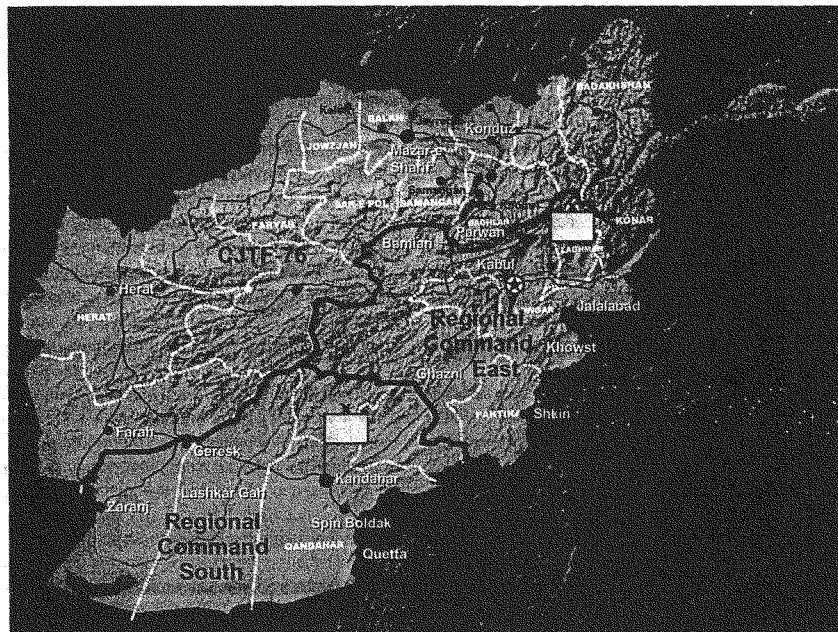 BADAKHSHAN
BALKH
Konduz
JOWZJAN
Mazar-e
Sharif
Samangan
SAR-E POL
SAMANGAN
BAGHLAN
KONAR
FARYAB
Parwan
LAGHMAN
Bamian
CJTF-76
Kabul
Herat
HERAT
Jalalabad
Regional
Command
East
Khowst
Ghazni
PAKTIKA
Shkin
Farah
Geresk
Kandahar
Lashkar Gah
Zaranj
Spin Boldak
Regional
Command
South
QANDAHAR
Quetta